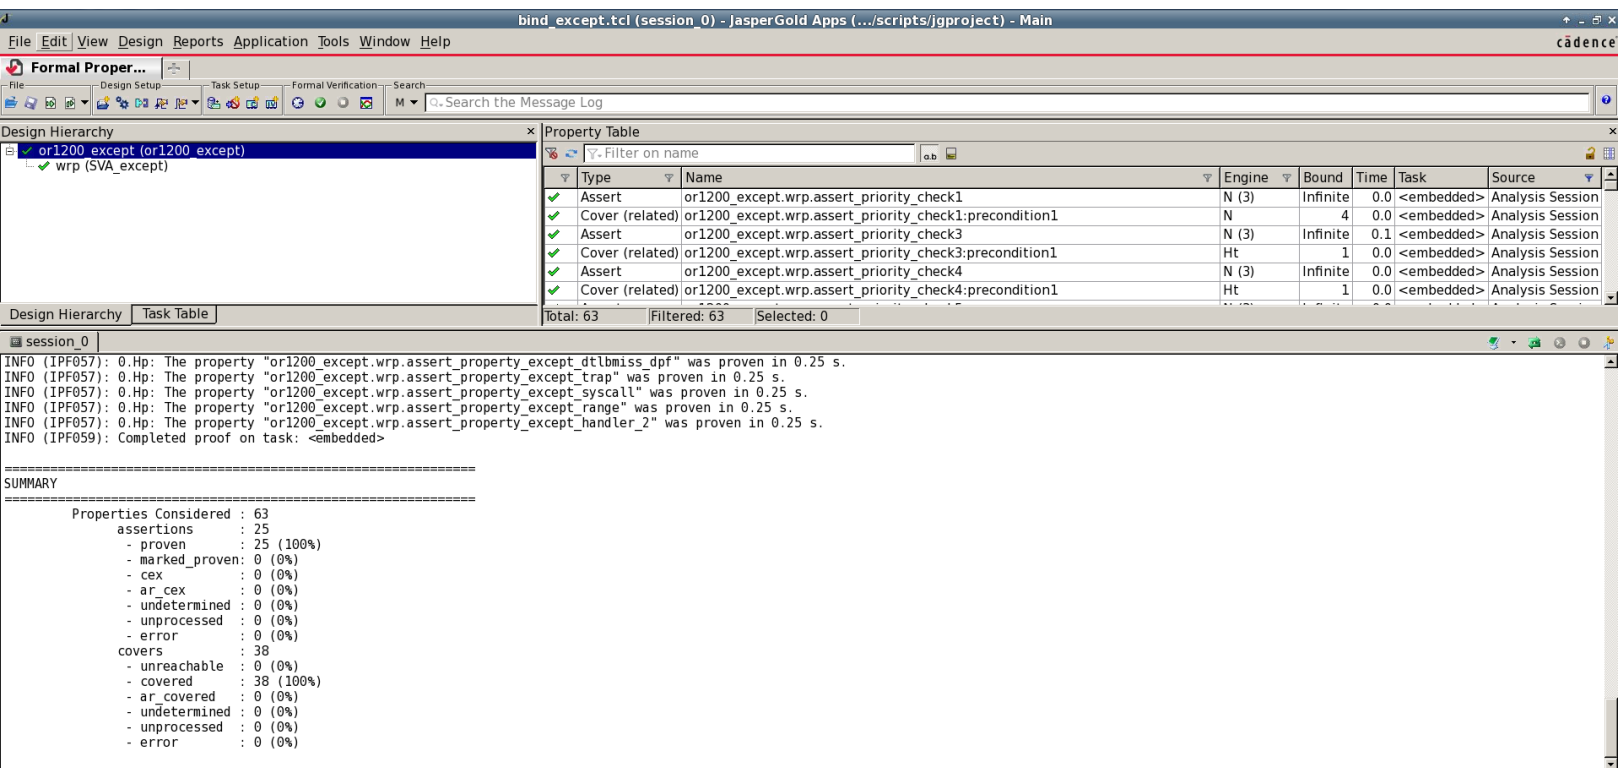 bind_except.tcl (session_0) - JasperGold Apps (.../scripts/jgproject) - Main
File Edit View Design Reports Application Tools Window Help
cādence
Formal Proper...
File Design Setup Task Setup Formal Verification Search
M Search the Message Log
Design Hierarchy
or1200_except (or1200_except)
wrp (SVA_except)
Design Hierarchy Task Table
Property Table
Filter on name
a.b
Type Name Engine Bound Time Task Source
Assert or1200_except.wrp.assert_priority_check1 N (3) Infinite 0.0 <embedded> Analysis Session
Cover (related) or1200_except.wrp.assert_priority_check1:precondition1 N 4 0.0 <embedded> Analysis Session
Assert or1200_except.wrp.assert_priority_check3 N (3) Infinite 0.1 <embedded> Analysis Session
Cover (related) or1200_except.wrp.assert_priority_check3:precondition1 Ht 1 0.0 <embedded> Analysis Session
Assert or1200_except.wrp.assert_priority_check4 N (3) Infinite 0.0 <embedded> Analysis Session
Cover (related) or1200_except.wrp.assert_priority_check4:precondition1 Ht 1 0.0 <embedded> Analysis Session
Total: 63 Filtered: 63 Selected: 0
session_0
INFO (IPF057): 0.Hp: The property "or1200_except.wrp.assert_property_except_dtlbmiss_dpf" was proven in 0.25 s.
INFO (IPF057): 0.Hp: The property "or1200_except.wrp.assert_property_except_trap" was proven in 0.25 s.
INFO (IPF057): 0.Hp: The property "or1200_except.wrp.assert_property_except_syscall" was proven in 0.25 s.
INFO (IPF057): 0.Hp: The property "or1200_except.wrp.assert_property_except_range" was proven in 0.25 s.
INFO (IPF057): 0.Hp: The property "or1200_except.wrp.assert_property_except_handler_2" was proven in 0.25 s.
INFO (IPF059): Completed proof on task: <embedded>
==============================================================
SUMMARY
==============================================================
Properties Considered : 63
assertions : 25
- proven : 25 (100%)
- marked_proven: 0 (0%)
- cex : 0 (0%)
- ar_cex : 0 (0%)
- undetermined : 0 (0%)
- unprocessed : 0 (0%)
- error : 0 (0%)
covers : 38
- unreachable : 0 (0%)
- covered : 38 (100%)
- ar_covered : 0 (0%)
- undetermined : 0 (0%)
- unprocessed : 0 (0%)
- error : 0 (0%)